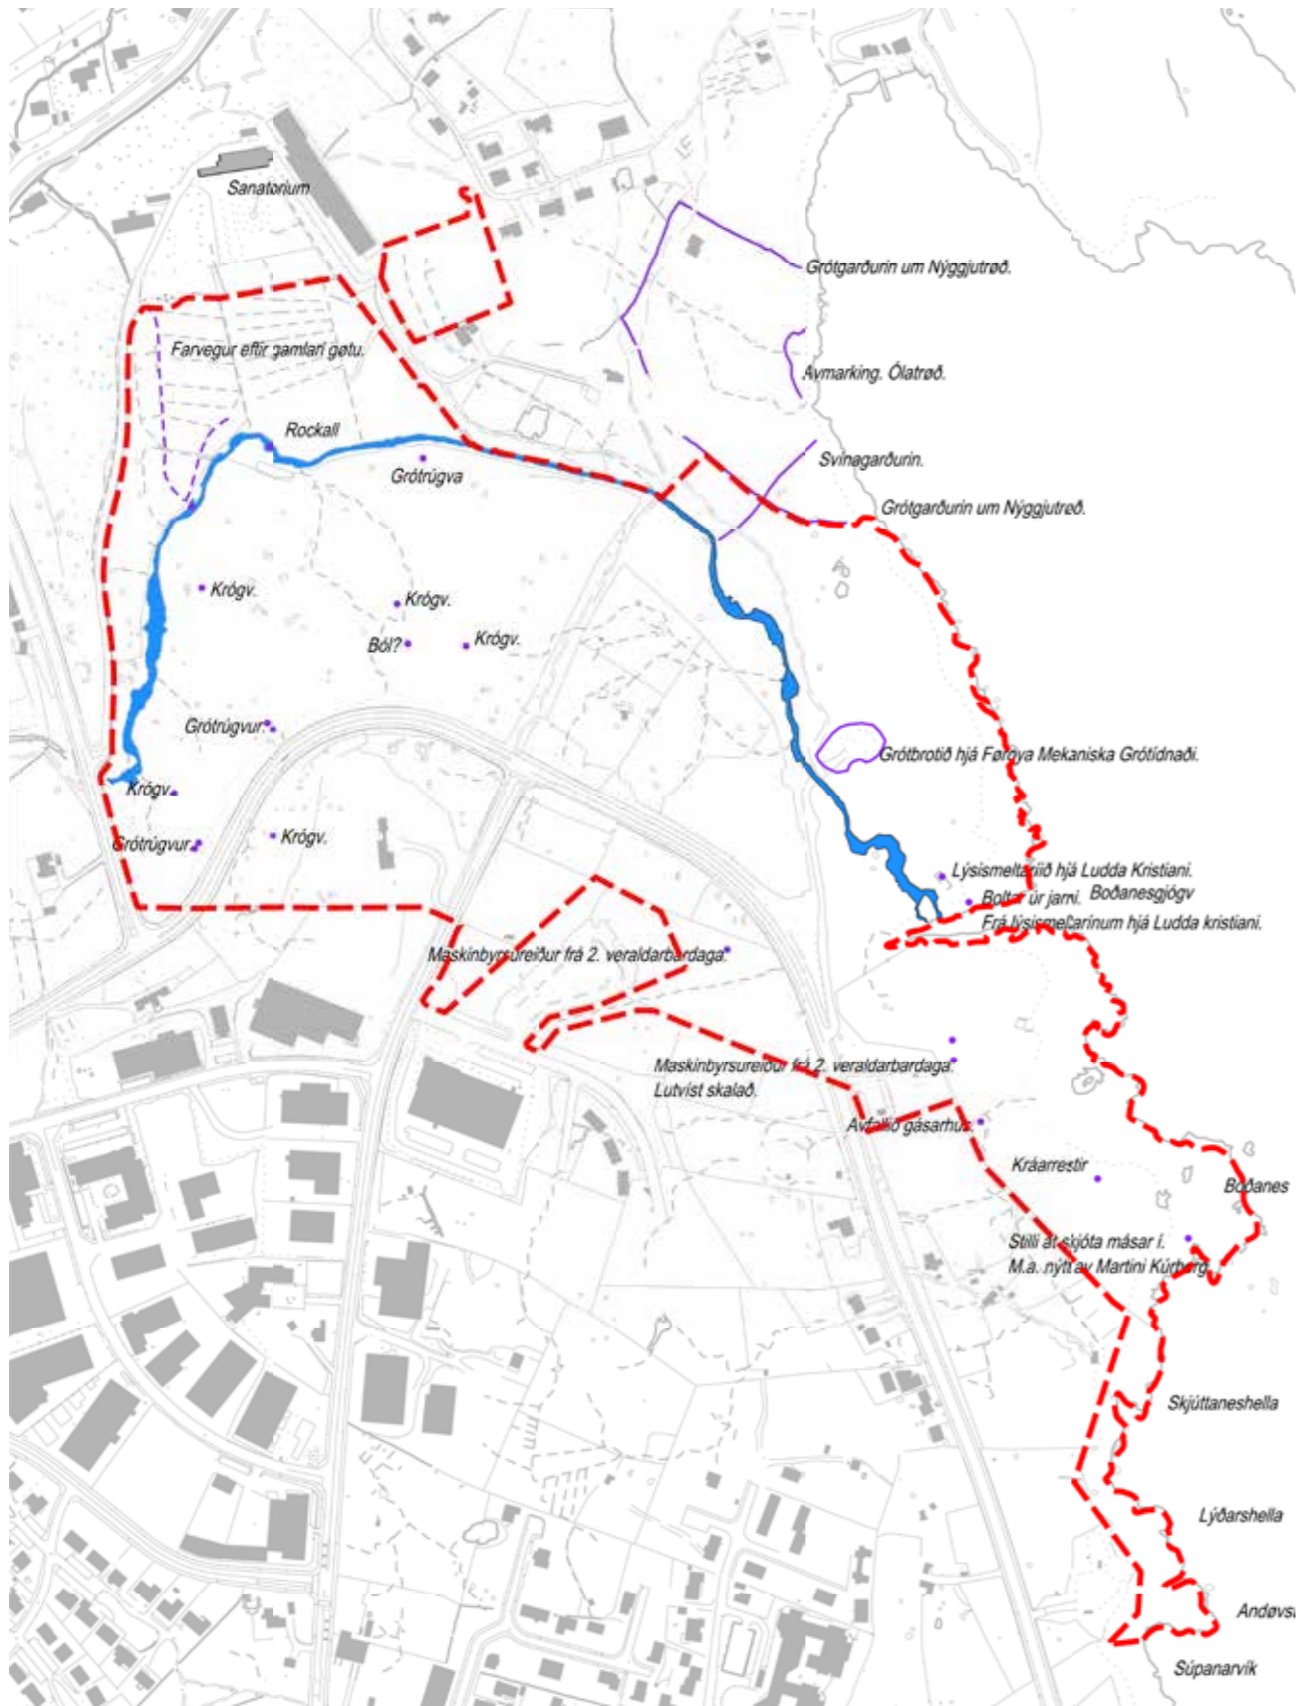 Sanatorium
Grótgarðurin um Nýggjutrøð.
Farvegur eftir gamlari gøtu.
Avmarking. Ólatrøð.
Rockall
Svínagarðurin.
Grótrúgva
Grótgarðurin um Nýggjutrøð.
Krógv.
Krógv.
Ból?
Krógv.
Grótrúgvur.
Grótbrotið hjá Føroya Mekaniska Grótídnaði.
Krógv.
Grótrúgvur.
Krógv.
Lýsismeltaríið hjá Ludda Kristiani.
Boltar úr jarni.
Boðanesgjógv
Frá lýsismeltarínum hjá Ludda kristiani.
Maskinbyrsureiður frá 2. veraldarbardaga.
Maskinbyrsureiður frá 2. veraldarbardaga.
Lutvíst skalað.
Avfallið gásarhús.
Kráarrestir
Boðanes
Stilli at skjóta másar í.
M.a. nýtt av Martini Kúrberg.
Skjúttaneshella
Lýðarshella
Súpanarvík